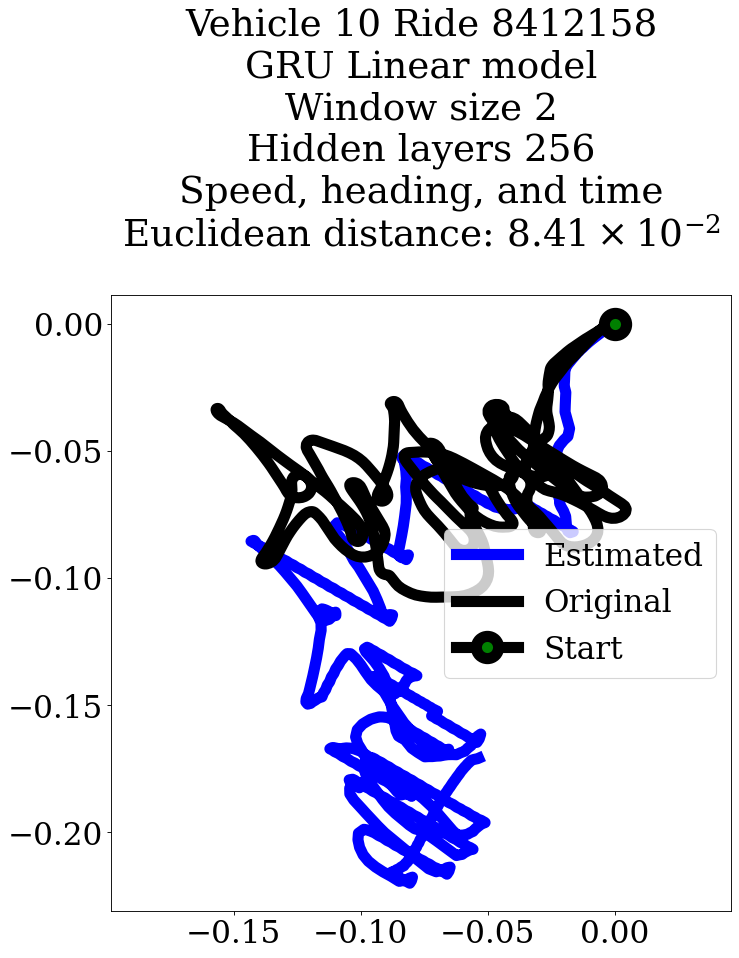 Vehicle 10 Ride 8412158
GRU Linear model
Window size 2
Hidden layers 256
Speed, heading, and time
Euclidean distance: 8.41 × 10⁻²
0.00
−0.05
−0.10
−0.15
−0.20
Estimated
Original
Start
−0.15 −0.10 −0.05 0.00